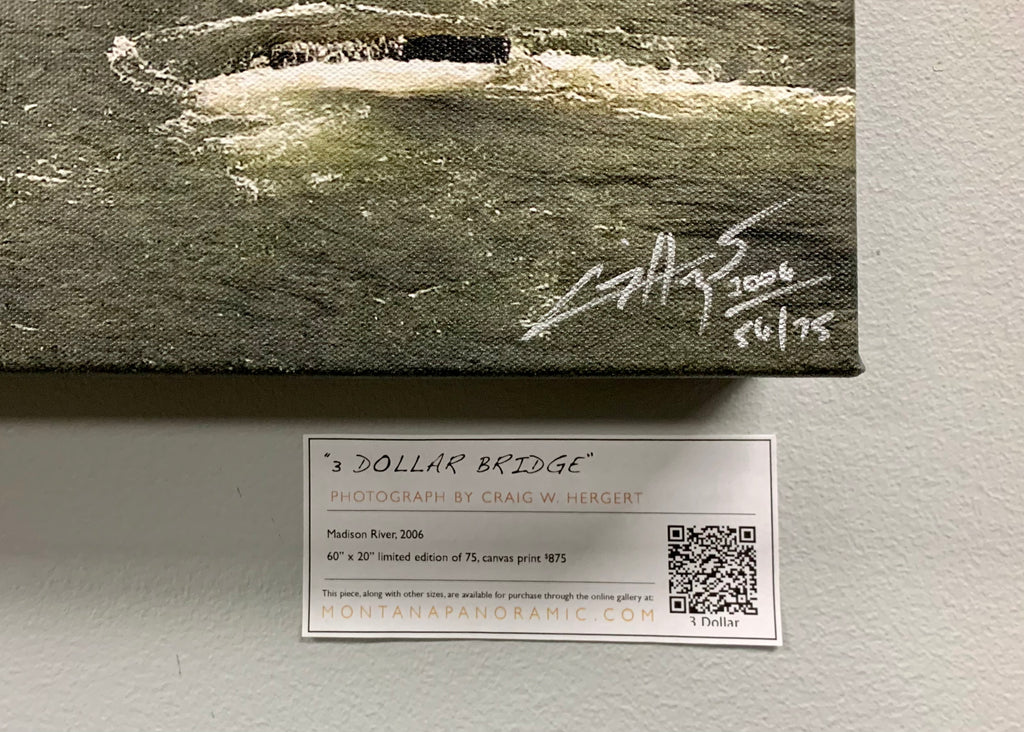 2006
56/75
"3 DOLLAR BRIDGE"
PHOTOGRAPH BY CRAIG W. HERGERT
Madison River, 2006
60" x 20" limited edition of 75, canvas print $875
This piece, along with other sizes, are available for purchase through the online gallery at:
MONTANAPANORAMIC.COM
3 Dollar